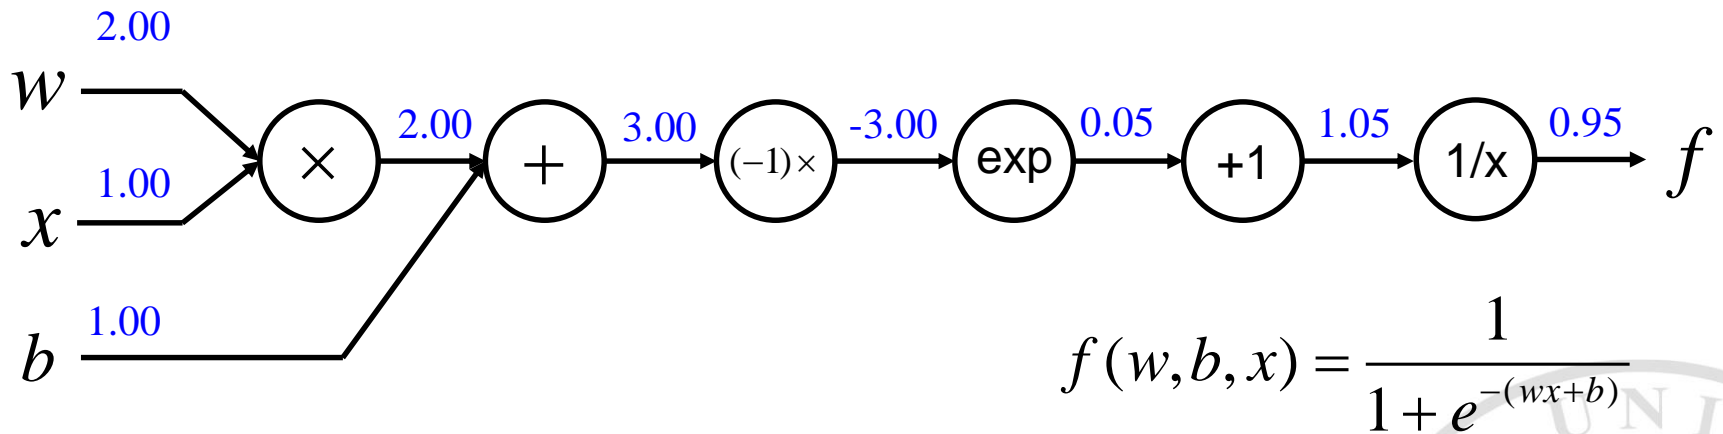 2.00
w
× 2.00 + 3.00 (−1)× -3.00 exp 0.05 +1 1.05 1/x 0.95 f
1.00
x
1.00
b
f(w,b,x) = 1 / (1 + e^−(wx+b))
UNI